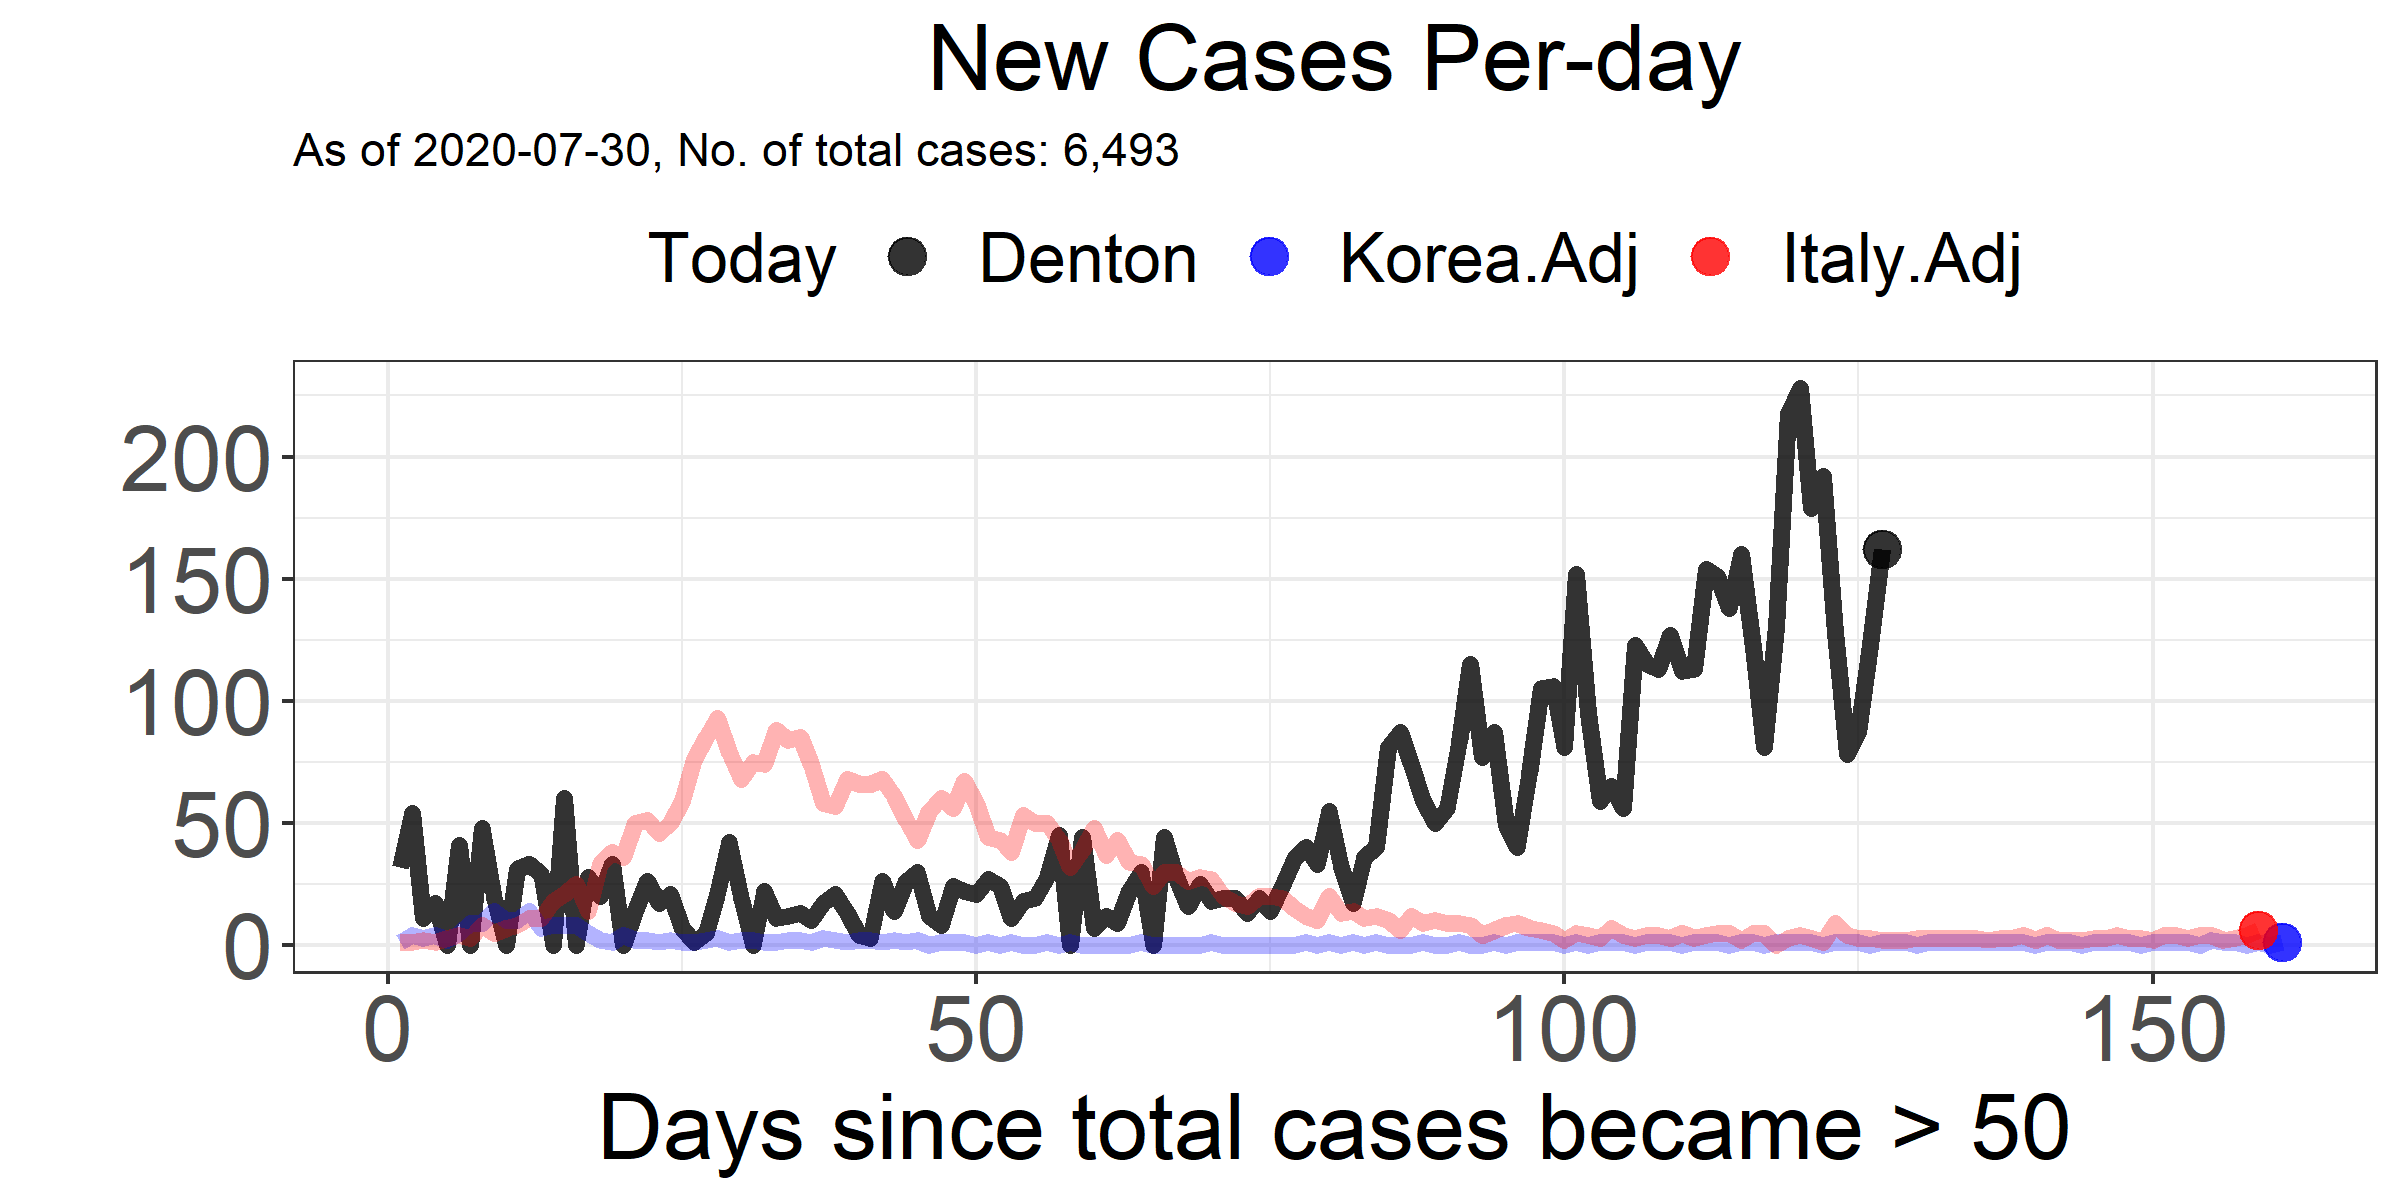 New Cases Per-day
As of 2020-07-30, No. of total cases: 6,493
Today Denton Korea.Adj Italy.Adj
200
150
100
50
0
0 50 100 150
Days since total cases became > 50